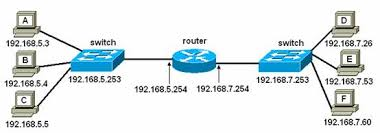 A
192.168.5.3
B
192.168.5.4
C
192.168.5.5
switch
192.168.5.253
router
192.168.5.254
192.168.7.254
switch
192.168.7.253
D
192.168.7.26
E
192.168.7.53
F
192.168.7.60